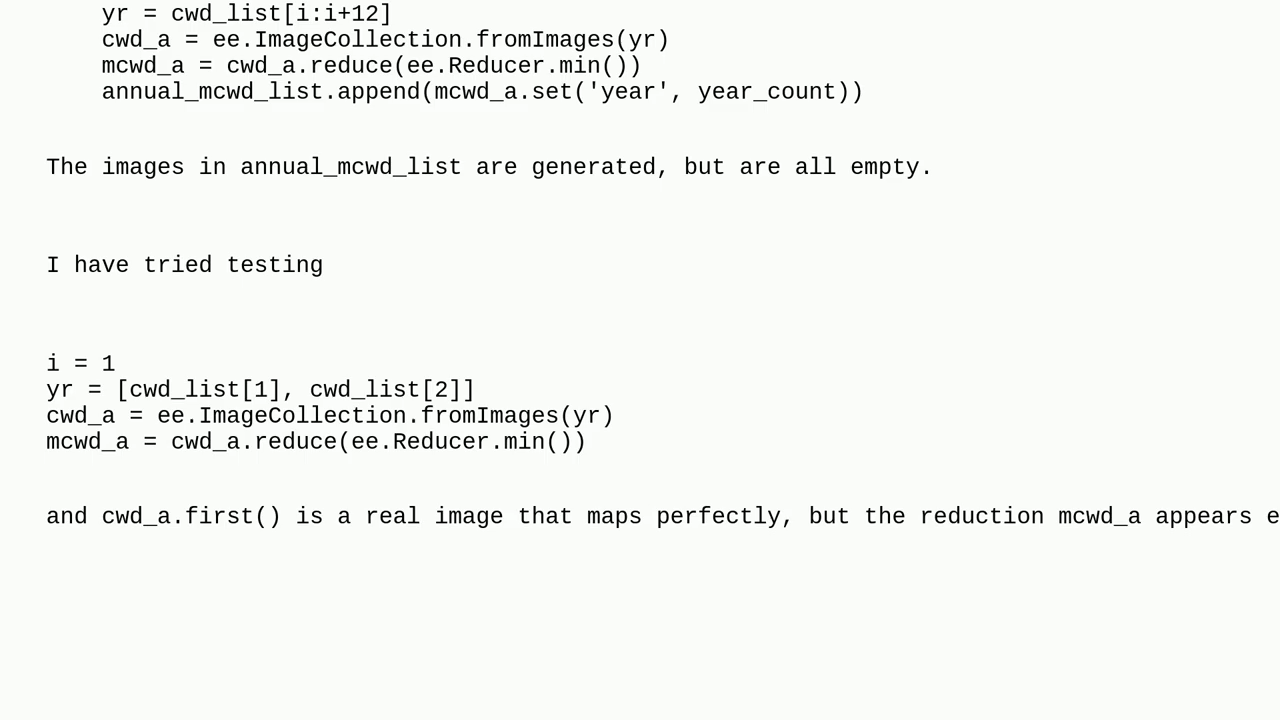 yr = cwd_list[i:i+12]
cwd_a = ee.ImageCollection.fromImages(yr)
mcwd_a = cwd_a.reduce(ee.Reducer.min())
annual_mcwd_list.append(mcwd_a.set('year', year_count))
The images in annual_mcwd_list are generated, but are all empty.
I have tried testing
i = 1
yr = [cwd_list[1], cwd_list[2]]
cwd_a = ee.ImageCollection.fromImages(yr)
mcwd_a = cwd_a.reduce(ee.Reducer.min())
and cwd_a.first() is a real image that maps perfectly, but the reduction mcwd_a appears